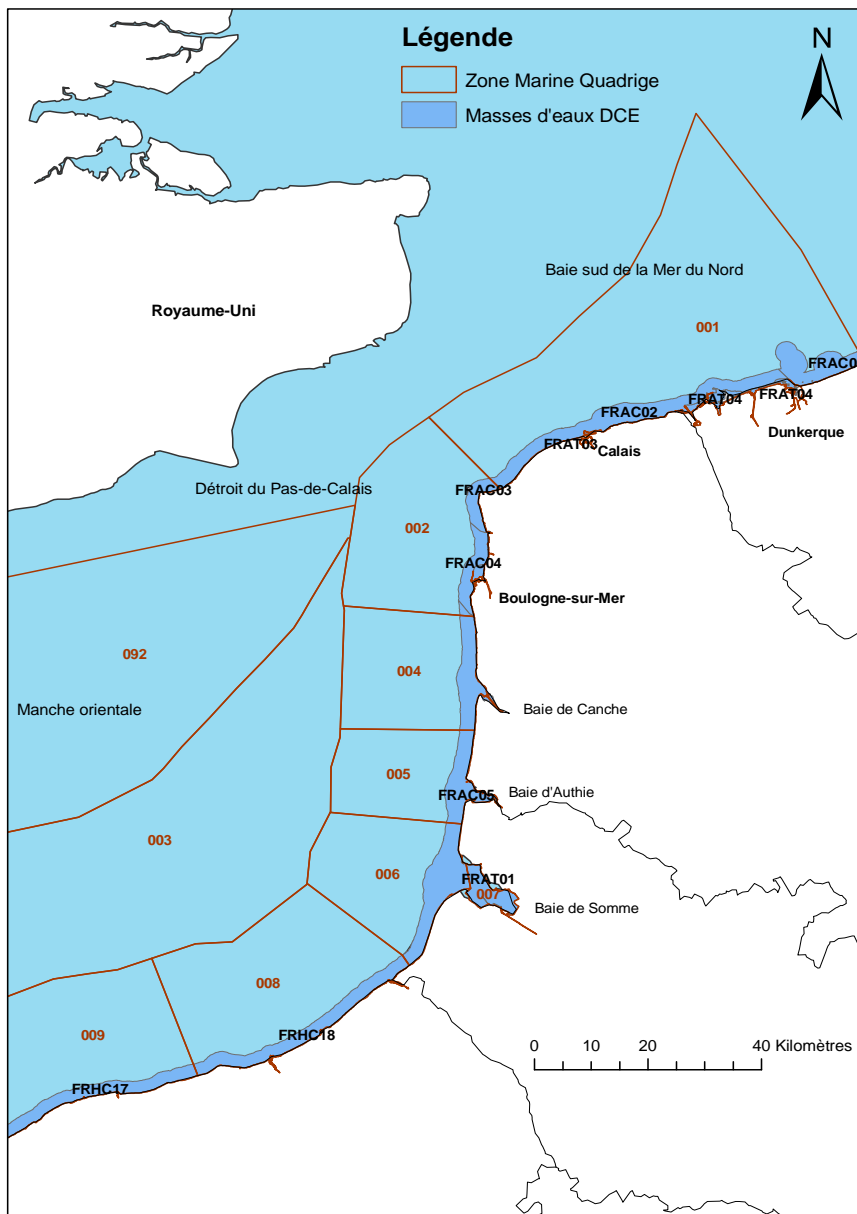 Légende
N
Zone Marine Quadrige
Masses d'eaux DCE
Baie sud de la Mer du Nord
Royaume-Uni
001
FRAC0
FRAT04
FRAT04
FRAC02
Dunkerque
FRAT03
Calais
Détroit du Pas-de-Calais
FRAC03
002
FRAC04
Boulogne-sur-Mer
092
004
Manche orientale
Baie de Canche
005
FRAC05
Baie d'Authie
003
006
FRAT01
007
Baie de Somme
008
009
FRHC18
0 10 20 40 Kilomètres
FRHC17